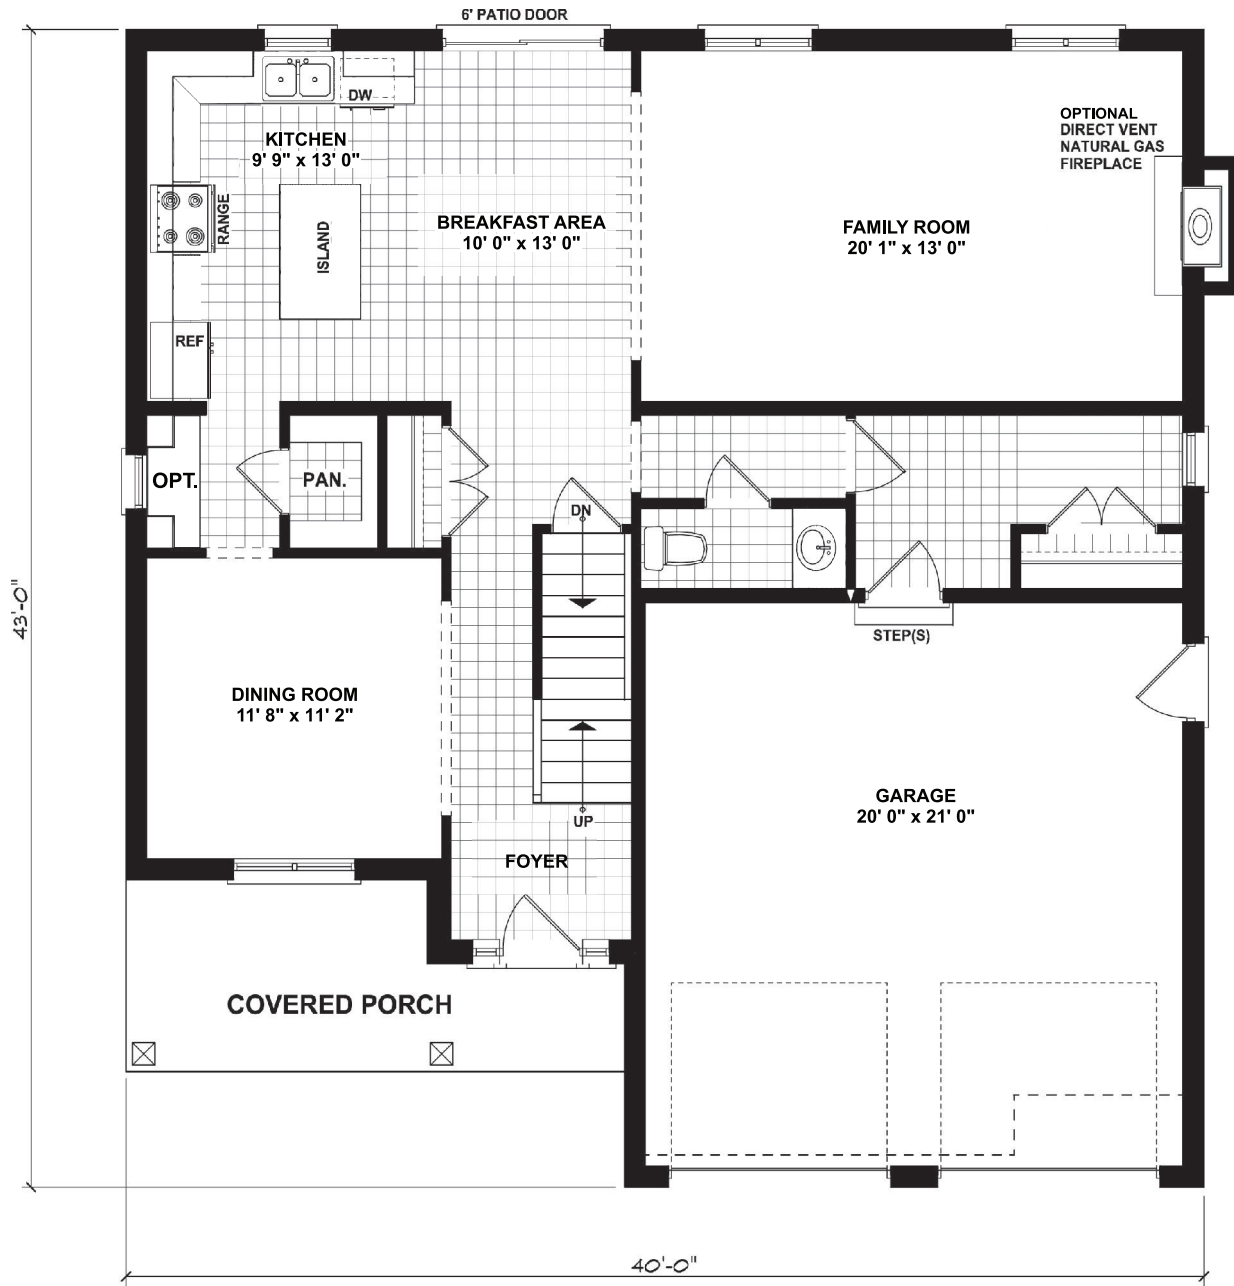 6' PATIO DOOR
DW
KITCHEN
9' 9" x 13' 0"
OPTIONAL
DIRECT VENT
NATURAL GAS
FIREPLACE
RANGE
ISLAND
BREAKFAST AREA
10' 0" x 13' 0"
FAMILY ROOM
20' 1" x 13' 0"
REF
OPT.
PAN.
DN
43'-0"
STEP(S)
DINING ROOM
11' 8" x 11' 2"
GARAGE
20' 0" x 21' 0"
UP
FOYER
COVERED PORCH
40'-0"